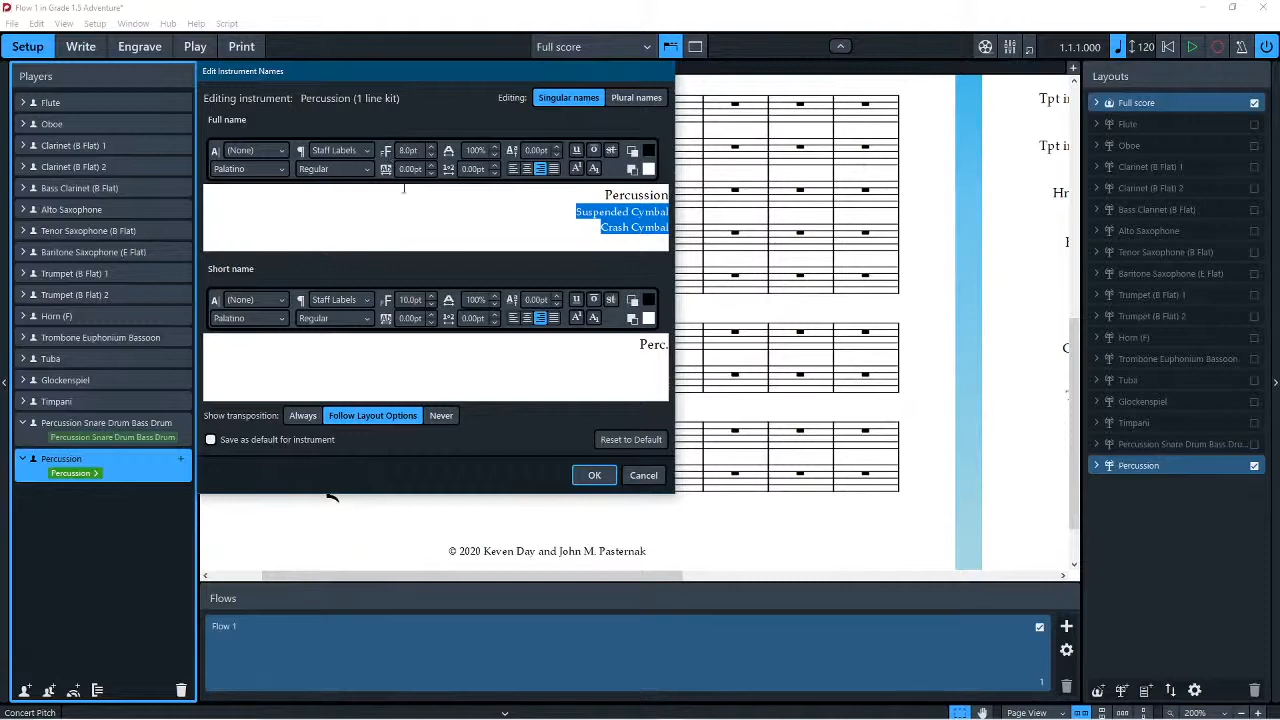 Flow 1 in Grade 1.5 Adventure*
File Edit View Setup Window Hub Help Script
Setup Write Engrave Play Print
Full score
1.1.1.000
120
Players
Flute
Oboe
Clarinet (B Flat) 1
Clarinet (B Flat) 2
Bass Clarinet (B Flat)
Alto Saxophone
Tenor Saxophone (B Flat)
Baritone Saxophone (E Flat)
Trumpet (B Flat) 1
Trumpet (B Flat) 2
Horn (F)
Trombone Euphonium Bassoon
Tuba
Glockenspiel
Timpani
Percussion Snare Drum Bass Drum
Percussion Snare Drum Bass Drum
Percussion
Percussion
Edit Instrument Names
Editing instrument: Percussion (1 line kit)
Editing: Singular names Plural names
Full name
(None) Staff Labels 8.0pt 100% 0.00pt
Palatino Regular 0.00pt 0.00pt
Percussion
Suspended Cymbal
Crash Cymbal
Short name
(None) Staff Labels 10.0pt 100% 0.00pt
Palatino Regular 0.00pt 0.00pt
Perc.
Show transposition: Always Follow Layout Options Never
Save as default for instrument
Reset to Default
OK Cancel
© 2020 Keven Day and John M. Pasternak
Tpt in
Tpt in
Hr
Flows
Flow 1
1
Layouts
Full score
Flute
Oboe
Clarinet (B Flat) 1
Clarinet (B Flat) 2
Bass Clarinet (B Flat)
Alto Saxophone
Tenor Saxophone (B Flat)
Baritone Saxophone (E Flat)
Trumpet (B Flat) 1
Trumpet (B Flat) 2
Horn (F)
Trombone Euphonium Bassoon
Tuba
Glockenspiel
Timpani
Percussion Snare Drum Bass Dru...
Percussion
Concert Pitch
Page View
200%